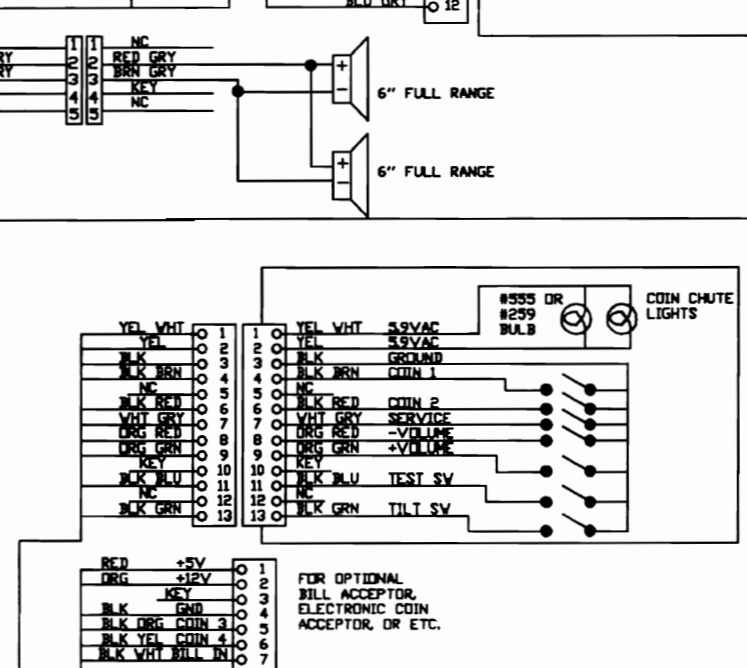 BLU GRY 12
1 1 NC
RY 2 2 RED GRY +
RY 3 3 BRN GRY -
4 4 KEY 6" FULL RANGE
5 5 NC
+
- 6" FULL RANGE
#555 OR COIN CHUTE
#259 LIGHTS
BULB
YEL WHT 1 1 YEL WHT 5.9VAC
YEL 2 2 YEL 5.9VAC
BLK 3 3 BLK GROUND
BLK BRN 4 4 BLK BRN COIN 1
NC 5 5 NC
BLK RED 6 6 BLK RED COIN 2
WHT GRY 7 7 WHT GRY SERVICE
ORG RED 8 8 ORG RED -VOLUME
ORG GRN 9 9 ORG GRN +VOLUME
KEY 10 10 KEY
BLK BLU 11 11 BLK BLU TEST SW
NC 12 12 NC
BLK GRN 13 13 BLK GRN TILT SW
RED +5V 1
ORG +12V 2
KEY 3
BLK GND 4
BLK ORG COIN 3 5
BLK YEL COIN 4 6
BLK WHT BILL IN 7
FOR OPTIONAL
BILL ACCEPTOR,
ELECTRONIC COIN
ACCEPTOR, OR ETC.